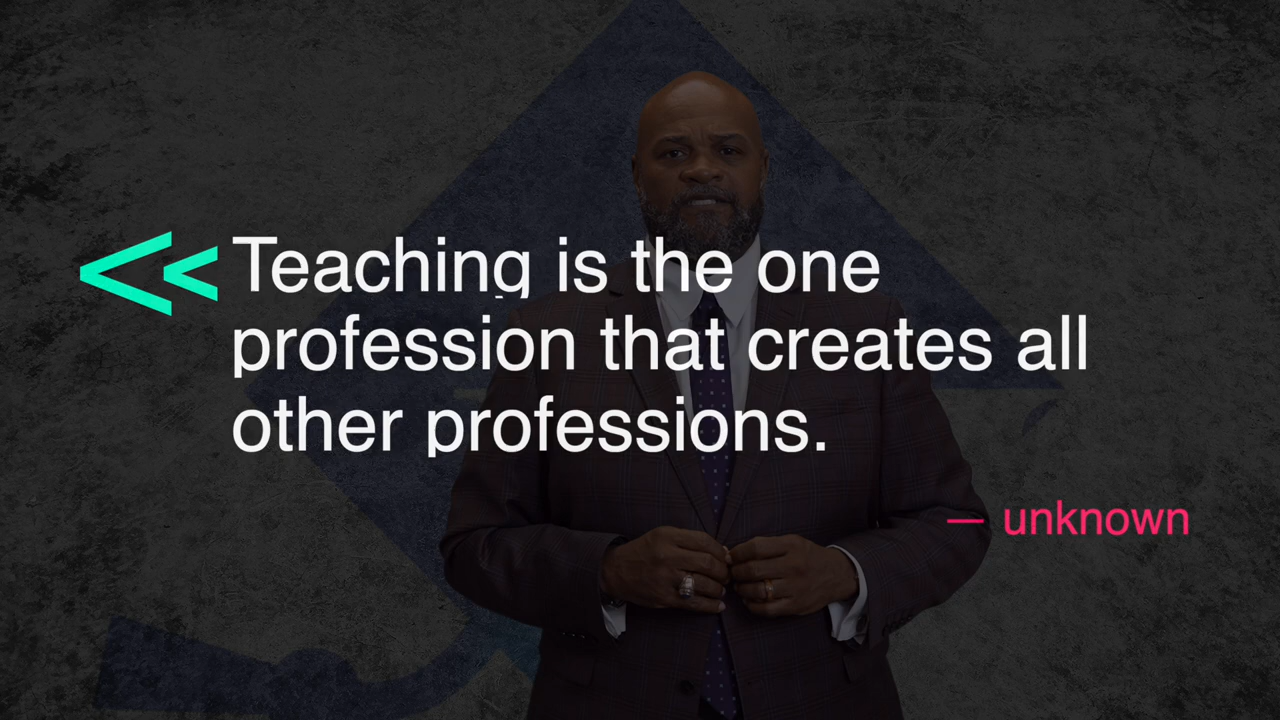 << Teaching is the one
profession that creates all
other professions.
— unknown